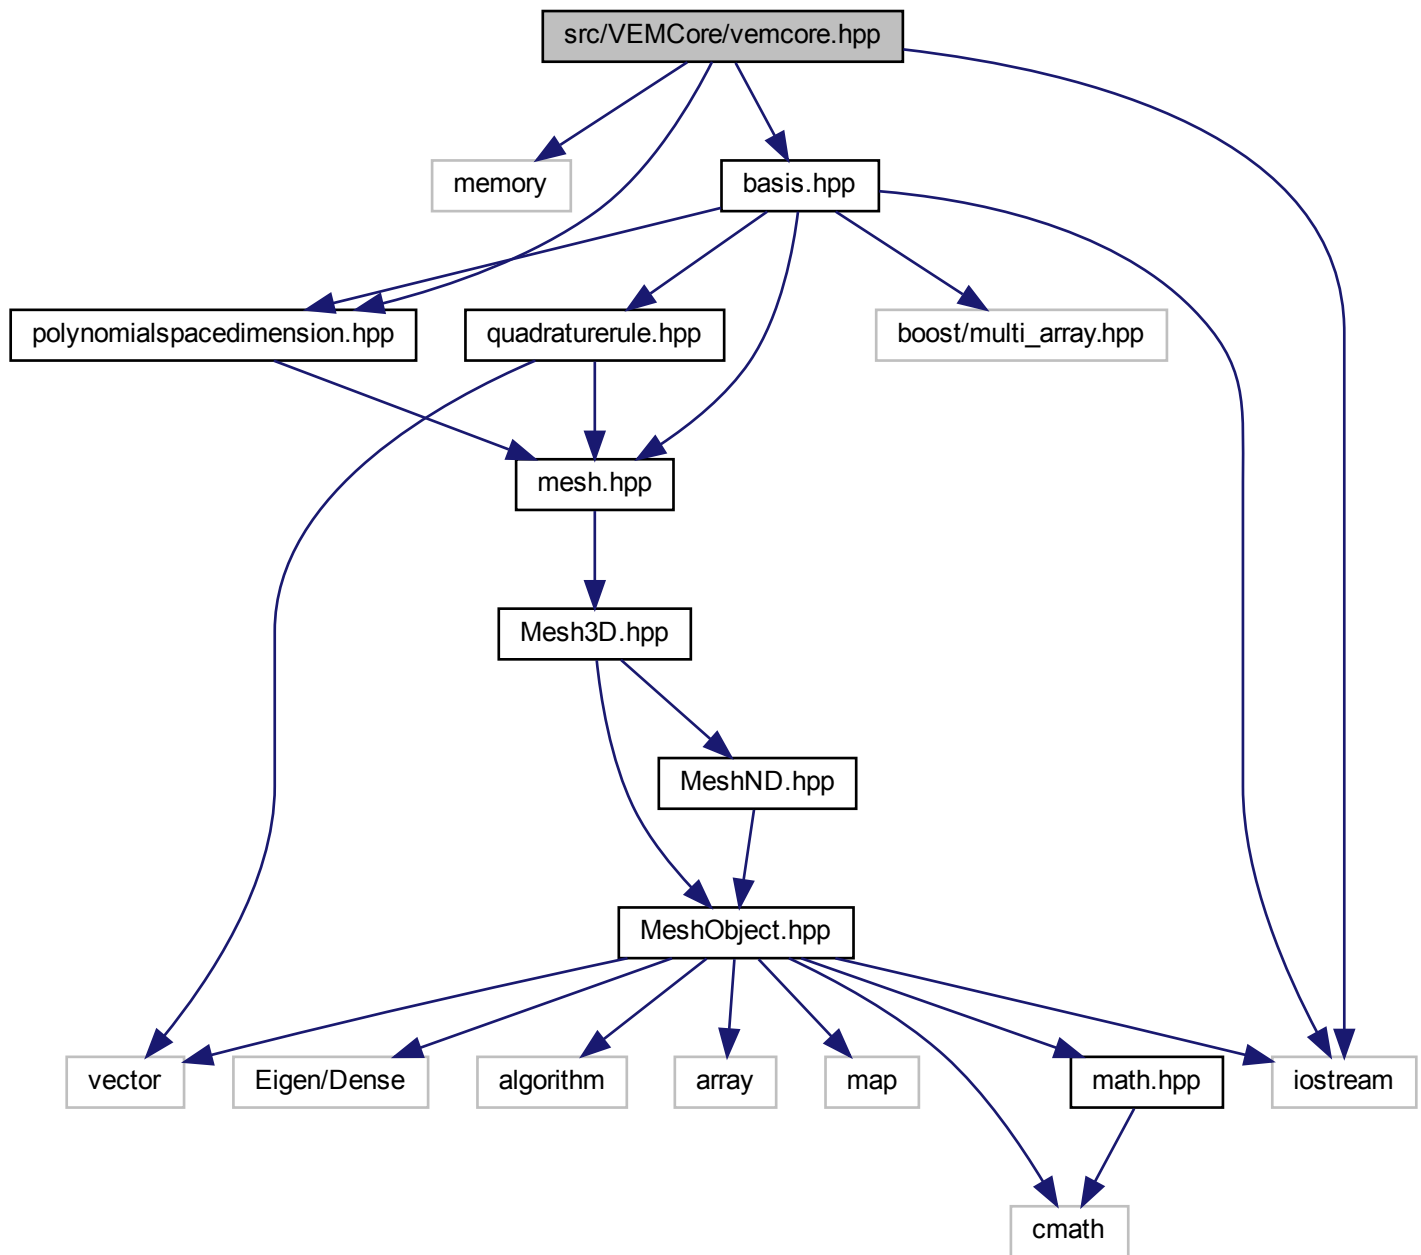 src/VEMCore/vemcore.hpp
memory
basis.hpp
polynomialspacedimension.hpp
quadraturerule.hpp
boost/multi_array.hpp
mesh.hpp
Mesh3D.hpp
MeshND.hpp
MeshObject.hpp
vector
Eigen/Dense
algorithm
array
map
math.hpp
iostream
cmath